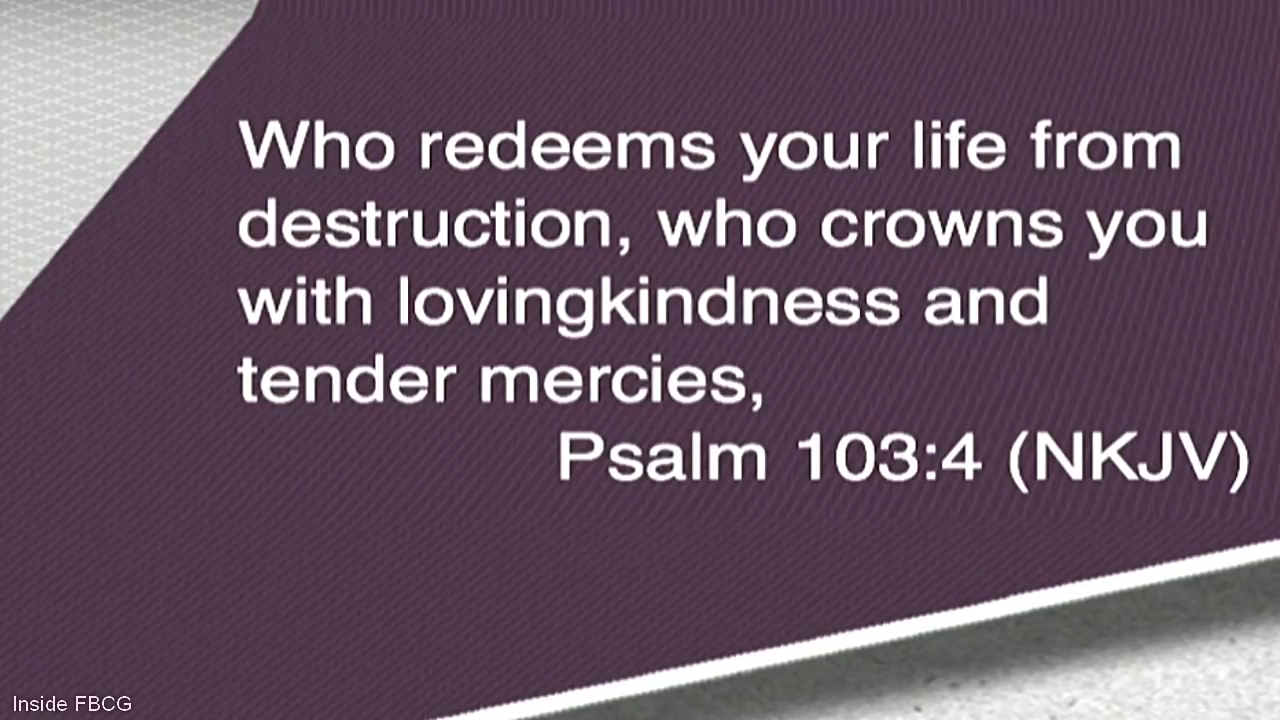 Who redeems your life from
destruction, who crowns you
with lovingkindness and
tender mercies,
Psalm 103:4 (NKJV)
Inside FBCG